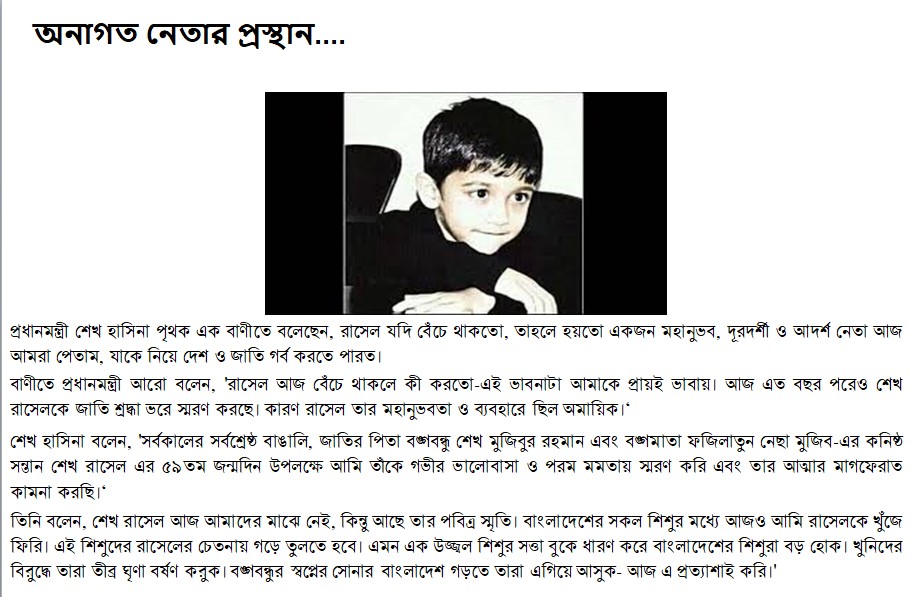 অনাগত নেতার প্রস্থান....
প্রধানমন্ত্রী শেখ হাসিনা পৃথক এক বাণীতে বলেছেন, রাসেল যদি বেঁচে থাকতো, তাহলে হয়তো একজন মহানুভব, দূরদর্শী ও আদর্শ নেতা আজ
আমরা পেতাম, যাকে নিয়ে দেশ ও জাতি গর্ব করতে পারত।
বাণীতে প্রধানমন্ত্রী আরো বলেন, 'রাসেল আজ বেঁচে থাকলে কী করতো-এই ভাবনাটা আমাকে প্রায়ই ভাবায়। আজ এত বছর পরেও শেখ
রাসেলকে জাতি শ্রদ্ধা ভরে স্মরণ করছে। কারণ রাসেল তার মহানুভবতা ও ব্যবহারে ছিল অমায়িক।‘
শেখ হাসিনা বলেন, 'সর্বকালের সর্বশ্রেষ্ঠ বাঙালি, জাতির পিতা বঙ্গবন্ধু শেখ মুজিবুর রহমান এবং বঙ্গমাতা ফজিলাতুন নেছা মুজিব-এর কনিষ্ঠ
সন্তান শেখ রাসেল এর ৫৯তম জন্মদিন উপলক্ষে আমি তাঁকে গভীর ভালোবাসা ও পরম মমতায় স্মরণ করি এবং তার আত্মার মাগফেরাত
কামনা করছি।‘
তিনি বলেন, শেখ রাসেল আজ আমাদের মাঝে নেই, কিন্তু আছে তার পবিত্র স্মৃতি। বাংলাদেশের সকল শিশুর মধ্যে আজও আমি রাসেলকে খুঁজে
ফিরি। এই শিশুদের রাসেলের চেতনায় গড়ে তুলতে হবে। এমন এক উজ্জ্বল শিশুর সত্তা বুকে ধারণ করে বাংলাদেশের শিশুরা বড় হোক। খুনিদের
বিরুদ্ধে তারা তীব্র ঘৃণা বর্ষণ করুক। বঙ্গবন্ধুর স্বপ্নের সোনার বাংলাদেশ গড়তে তারা এগিয়ে আসুক- আজ এ প্রত্যাশাই করি।'